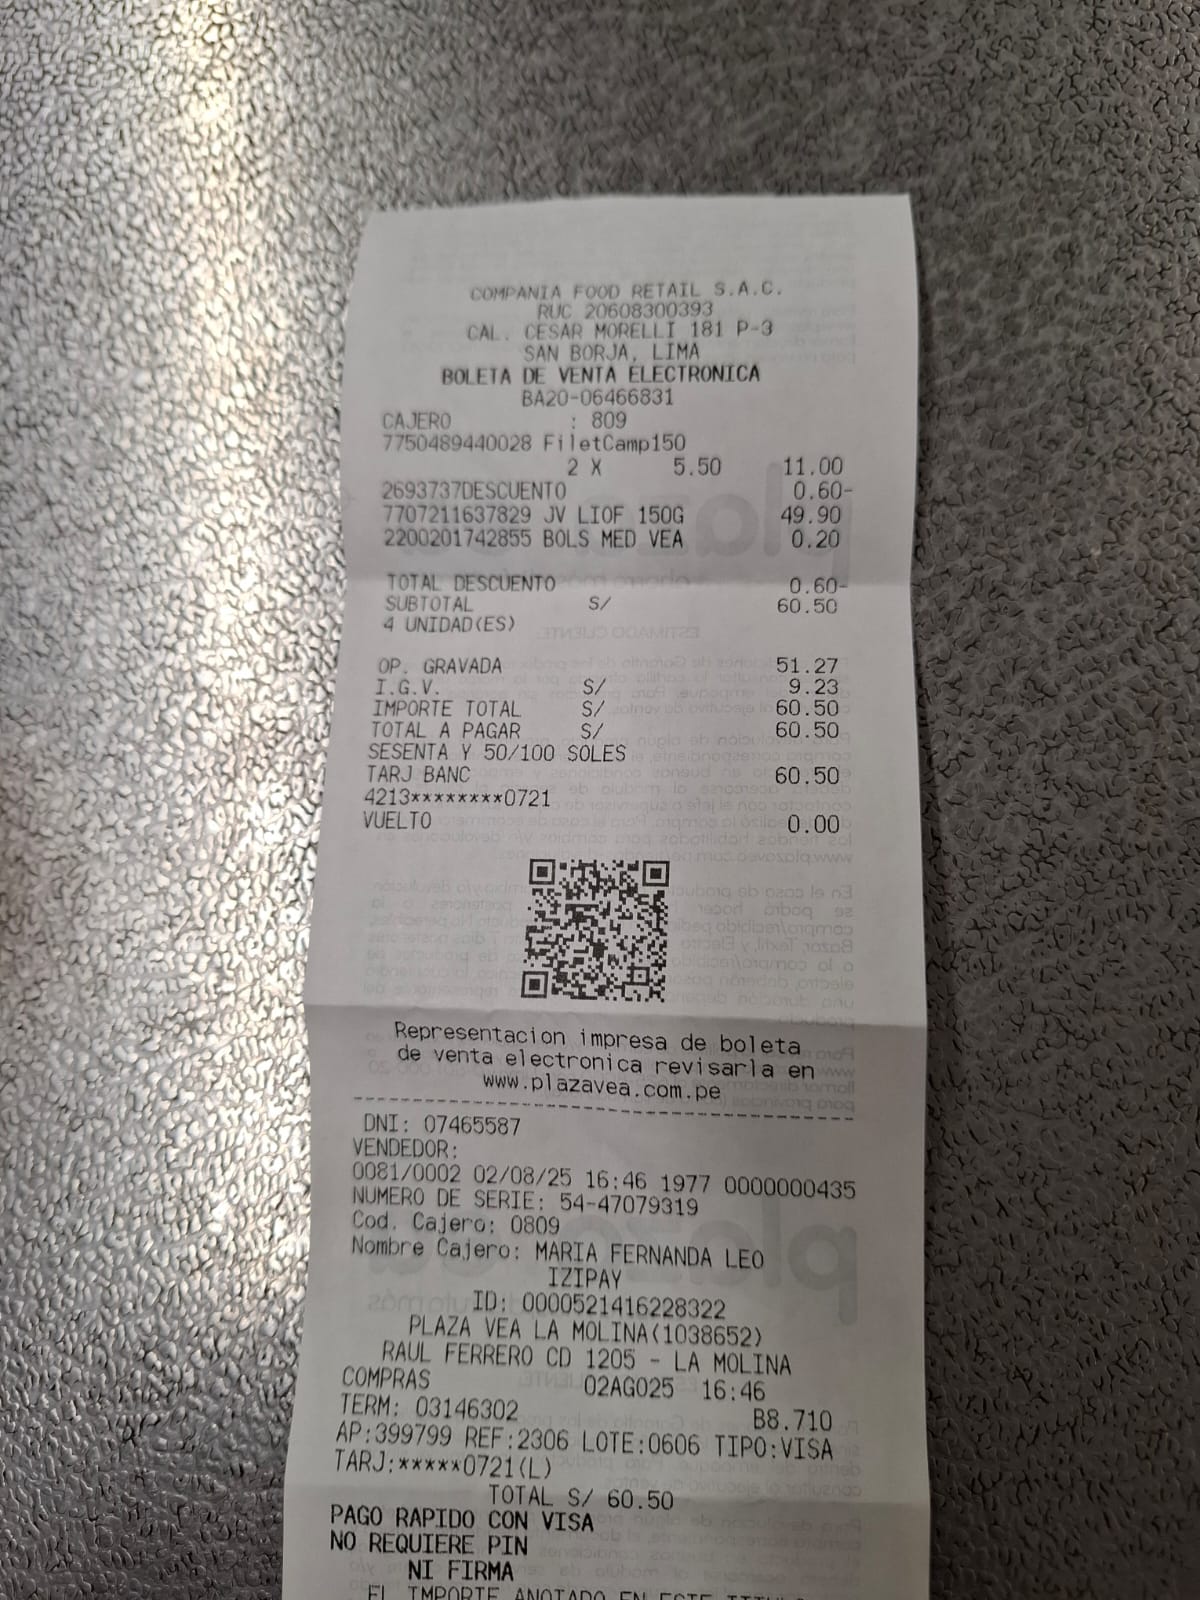 COMPANIA FOOD RETAIL S.A.C.
RUC 20608300393
CAL. CESAR MORELLI 181 P-3
SAN BORJA, LIMA
BOLETA DE VENTA ELECTRONICA
BA20-06466831
CAJERO : 809
7750489440028 FiletCamp150
2 X 5.50 11.00
2693737DESCUENTO 0.60-
7707211637829 JV LIOF 150G 49.90
2200201742855 BOLS MED VEA 0.20
TOTAL DESCUENTO 0.60-
SUBTOTAL S/ 60.50
4 UNIDAD(ES)
OP. GRAVADA 51.27
I.G.V. S/ 9.23
IMPORTE TOTAL S/ 60.50
TOTAL A PAGAR S/ 60.50
SESENTA Y 50/100 SOLES
TARJ BANC 60.50
4213********0721
VUELTO 0.00
Representacion impresa de boleta
de venta electronica revisarla en
www.plazavea.com.pe
DNI: 07465587
VENDEDOR:
0081/0002 02/08/25 16:46 1977 0000000435
NUMERO DE SERIE: 54-47079319
Cod. Cajero: 0809
Nombre Cajero: MARIA FERNANDA LEO
IZIPAY
ID: 0000521416228322
PLAZA VEA LA MOLINA(1038652)
RAUL FERRERO CD 1205 - LA MOLINA
COMPRAS 02AGO25 16:46
TERM: 03146302 B8.710
AP:399799 REF:2306 LOTE:0606 TIPO:VISA
TARJ:*****0721(L)
TOTAL S/ 60.50
PAGO RAPIDO CON VISA
NO REQUIERE PIN
NI FIRMA
EL IMPORTE ANOTADO EN ESTE TITULO